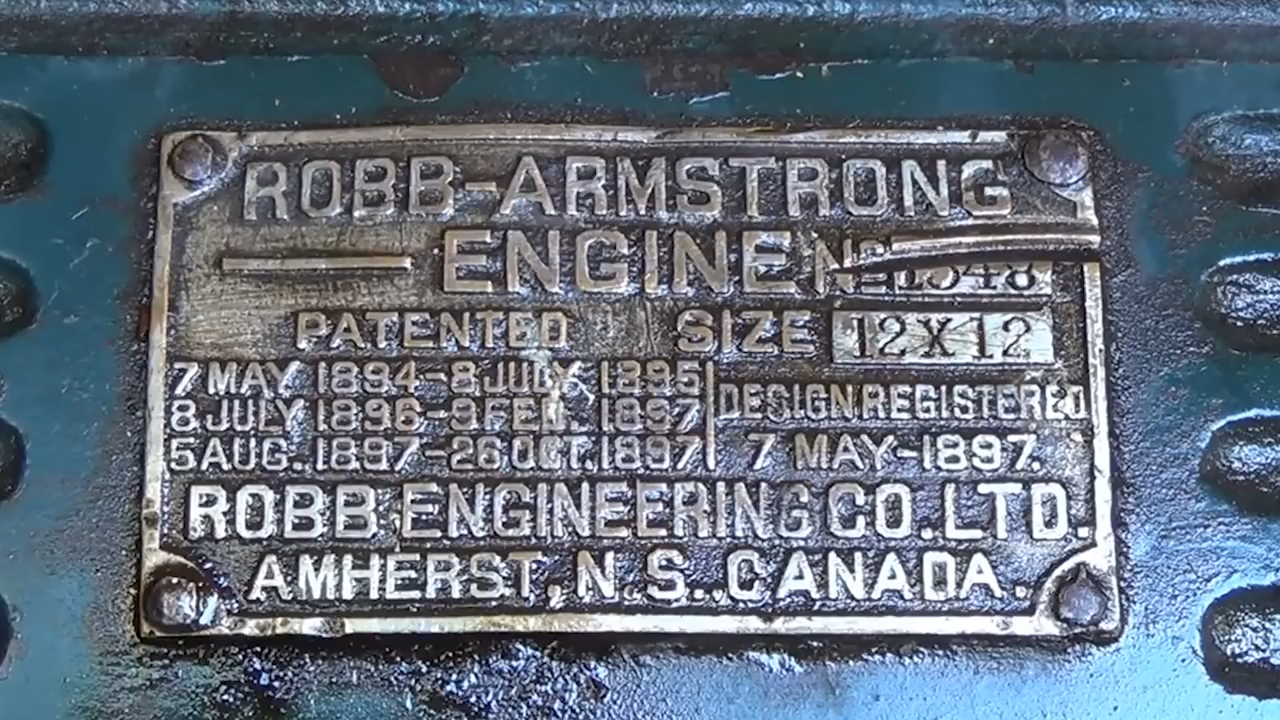 ROBB-ARMSTRONG
ENGINE No 1348
PATENTED SIZE 12X12
7 MAY 1894-8 JULY 1895
8 JULY 1896-9 FEB. 1897
5 AUG. 1897-26 OCT. 1897
DESIGN REGISTERED
7 MAY-1897.
ROBB ENGINEERING CO. LTD.
AMHERST, N.S. CANADA.